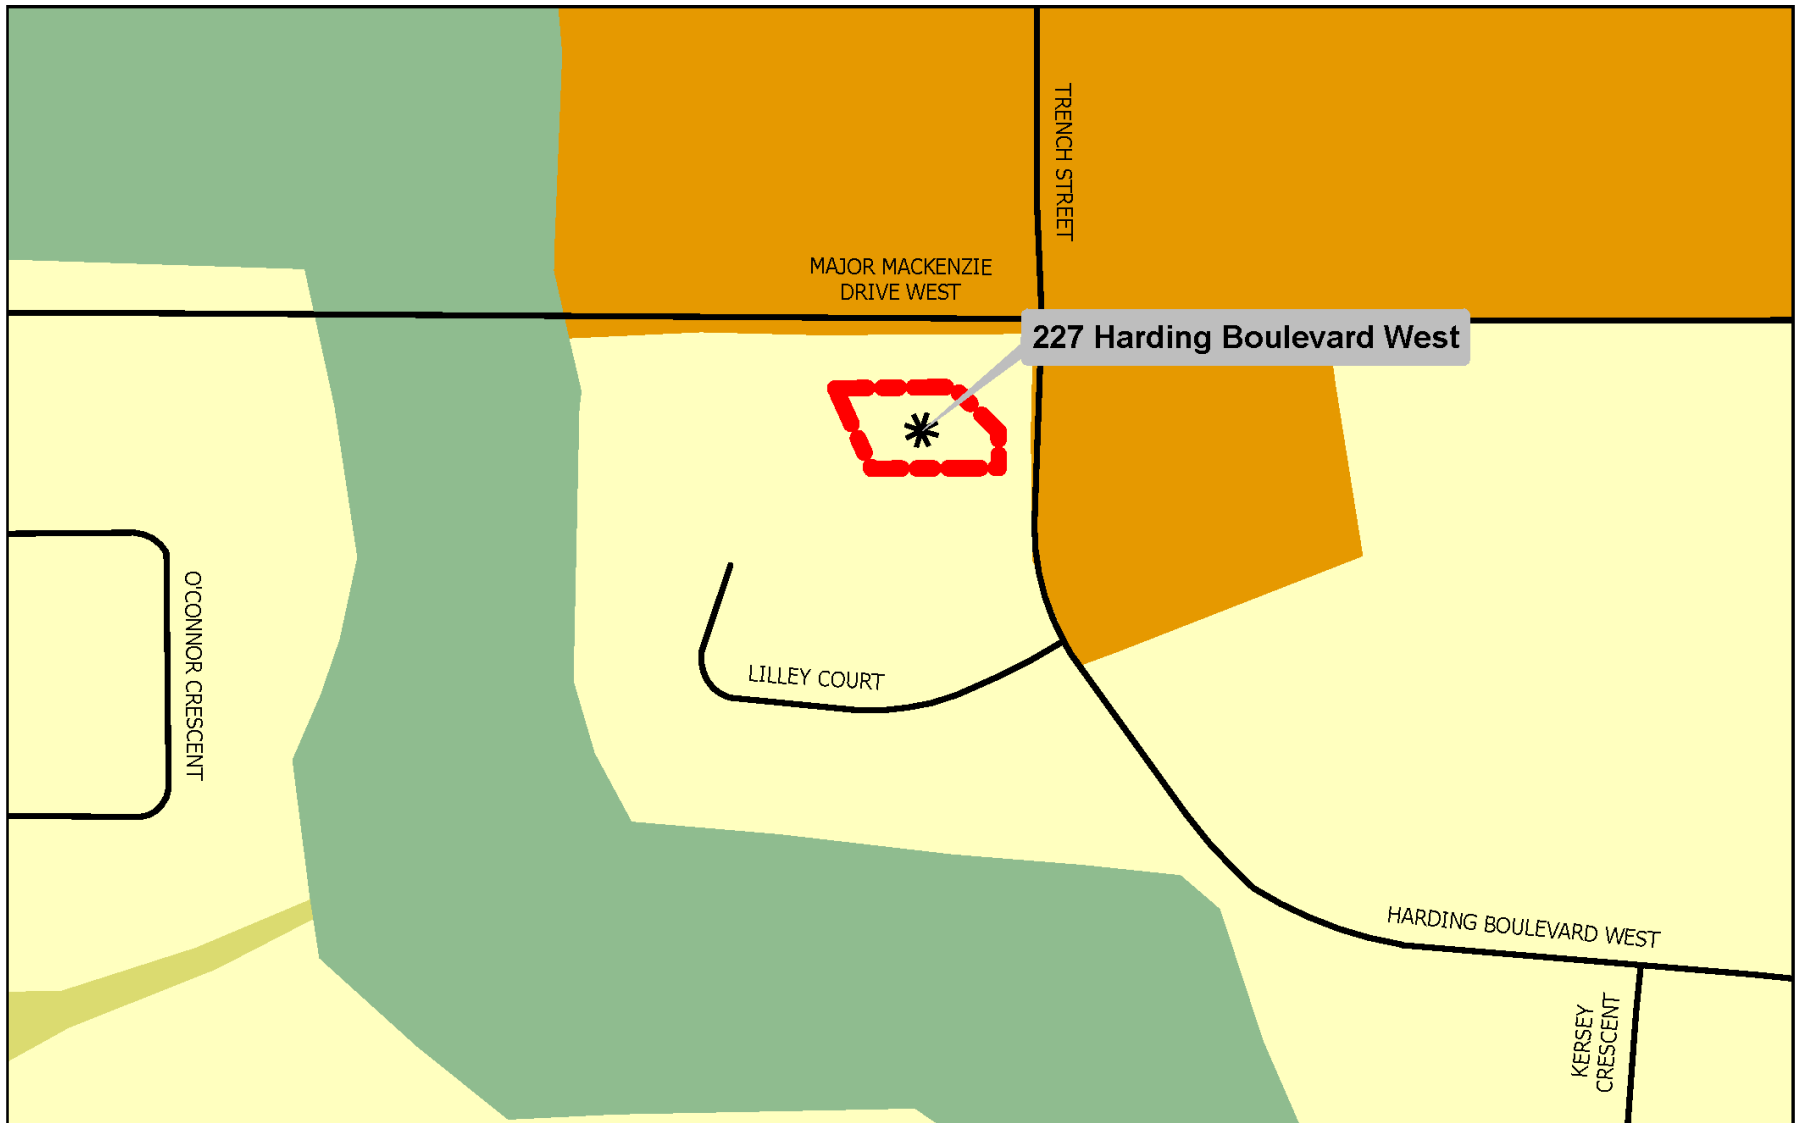 TRENCH STREET
MAJOR MACKENZIE
DRIVE WEST
227 Harding Boulevard West
O'CONNOR CRESCENT
LILLEY COURT
HARDING BOULEVARD WEST
KERSEY
CRESCENT